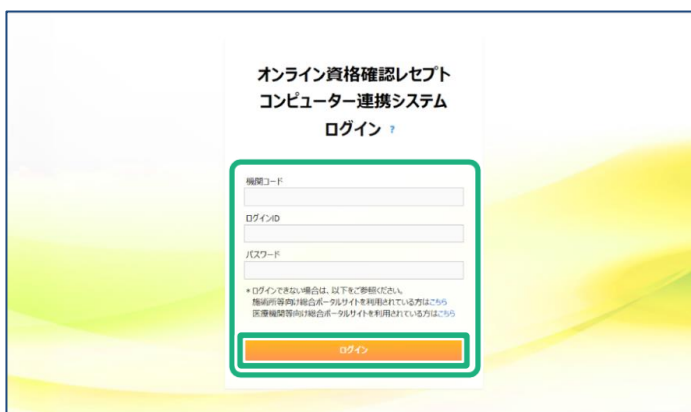 オンライン資格確認レセプト
コンピューター連携システム
ログイン ?
機関コード
ログインID
パスワード
* ログインできない場合は、以下をご参照ください。
施術所等向け総合ポータルサイトを利用されている方はこちら
医療機関等向け総合ポータルサイトを利用されている方はこちら
ログイン